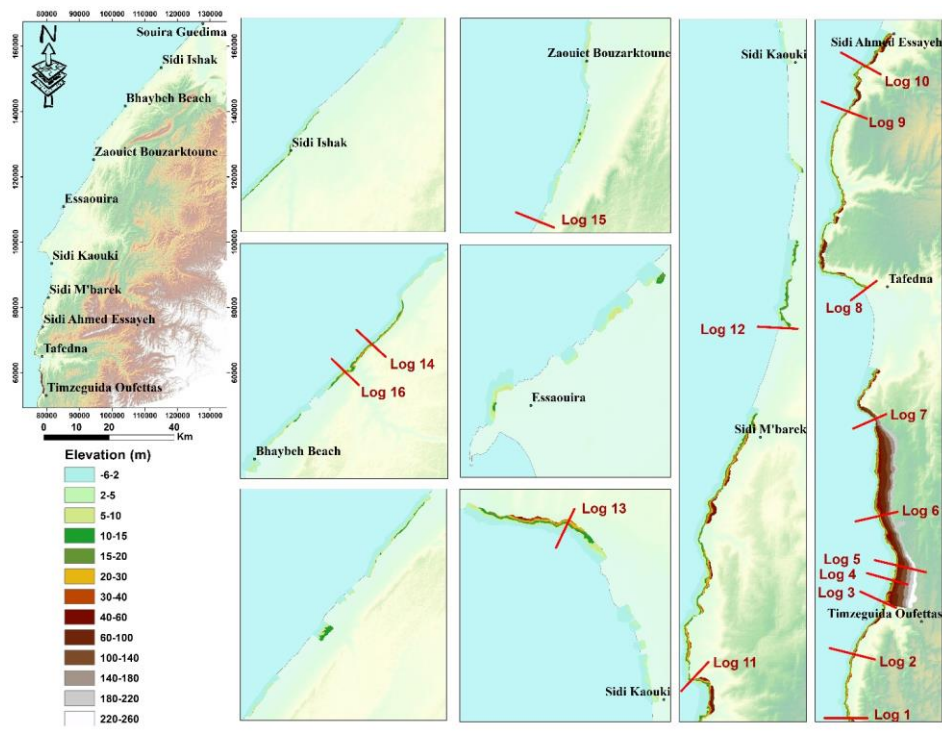 80000 90000 100000 110000 120000 130000
N
Souira Guedima
Sidi Ishak
Bhaybeh Beach
Zaouiet Bouzarktoune
Essaouira
Sidi Kaouki
Sidi M'barek
Sidi Ahmed Essayeh
Tafedna
Timzeguida Oufettas
160000
140000
120000
100000
80000
60000
80000 90000 100000 110000 120000 130000
0 10 20 40
Km
Elevation (m)
-6-2
2-5
5-10
10-15
15-20
20-30
30-40
40-60
60-100
100-140
140-180
180-220
220-260
Sidi Ishak
Zaouiet Bouzarktoune
Log 15
Log 14
Log 16
Bhaybeh Beach
Essaouira
Log 13
Sidi Kaouki
Sidi Kaouki
Log 12
Sidi M'barek
Log 11
Sidi Ahmed Essayeh
Log 10
Log 9
Tafedna
Log 8
Log 7
Log 6
Log 5
Log 4
Log 3
Timzeguida Oufettas
Log 2
Log 1